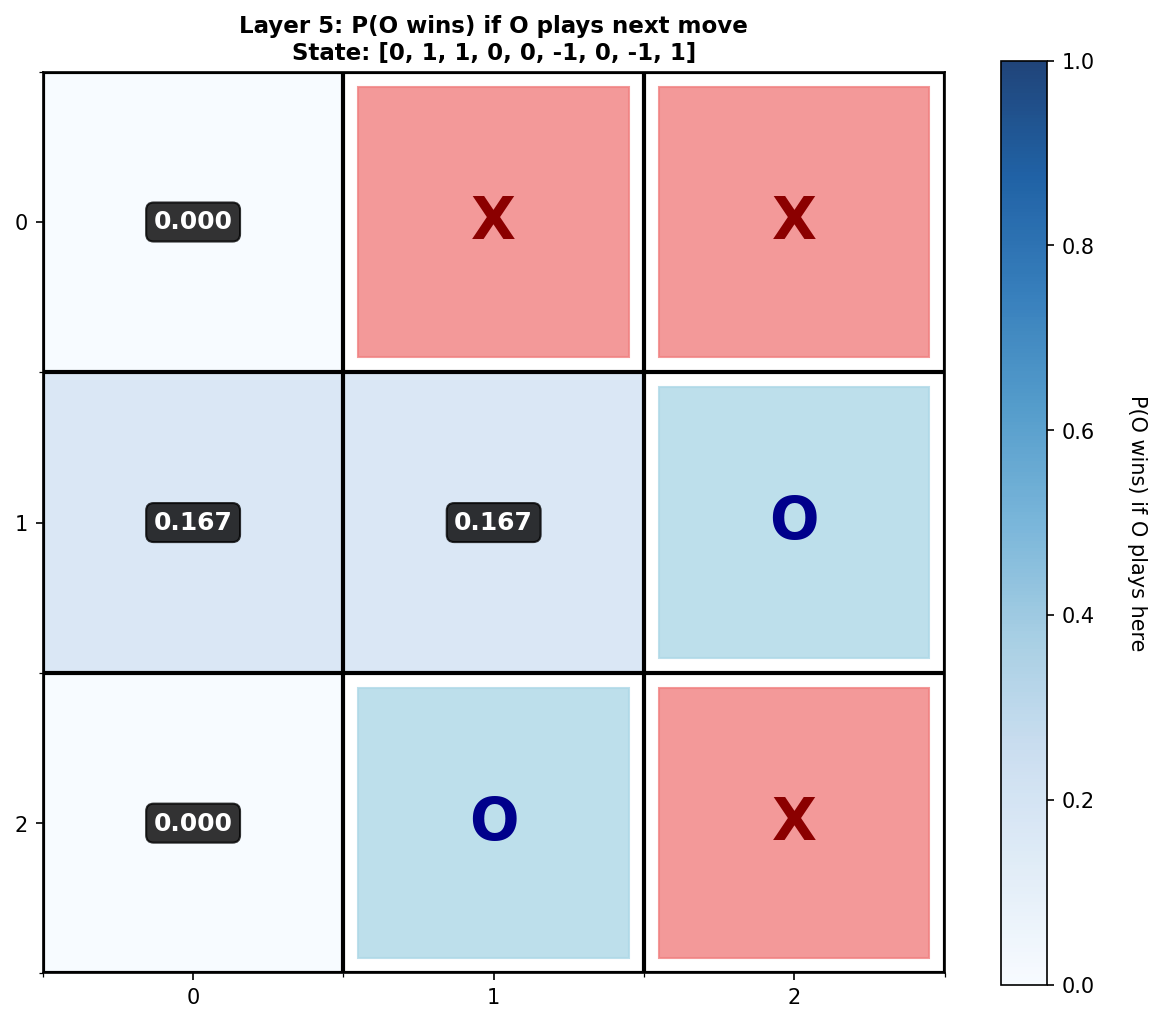 Layer 5: P(O wins) if O plays next move
State: [0, 1, 1, 0, 0, -1, 0, -1, 1]
0.000
X
X
0.167
0.167
O
0.000
O
X
0
1
2
0
1
2
1.0
0.8
0.6
0.4
0.2
0.0
P(O wins) if O plays here